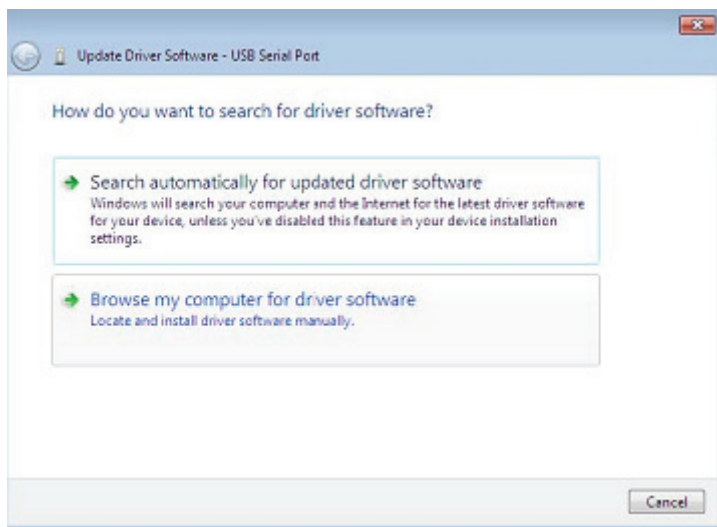 Update Driver Software - USB Serial Port
How do you want to search for driver software?
Search automatically for updated driver software
Windows will search your computer and the Internet for the latest driver software
for your device, unless you've disabled this feature in your device installation
settings.
Browse my computer for driver software
Locate and install driver software manually.
Cancel